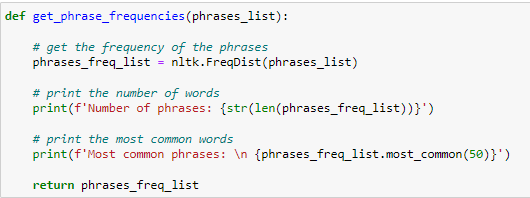 def get_phrase_frequencies(phrases_list):
# get the frequency of the phrases
phrases_freq_list = nltk.FreqDist(phrases_list)
# print the number of words
print(f'Number of phrases: {str(len(phrases_freq_list))}')
# print the most common words
print(f'Most common phrases: \n {phrases_freq_list.most_common(50)}')
return phrases_freq_list